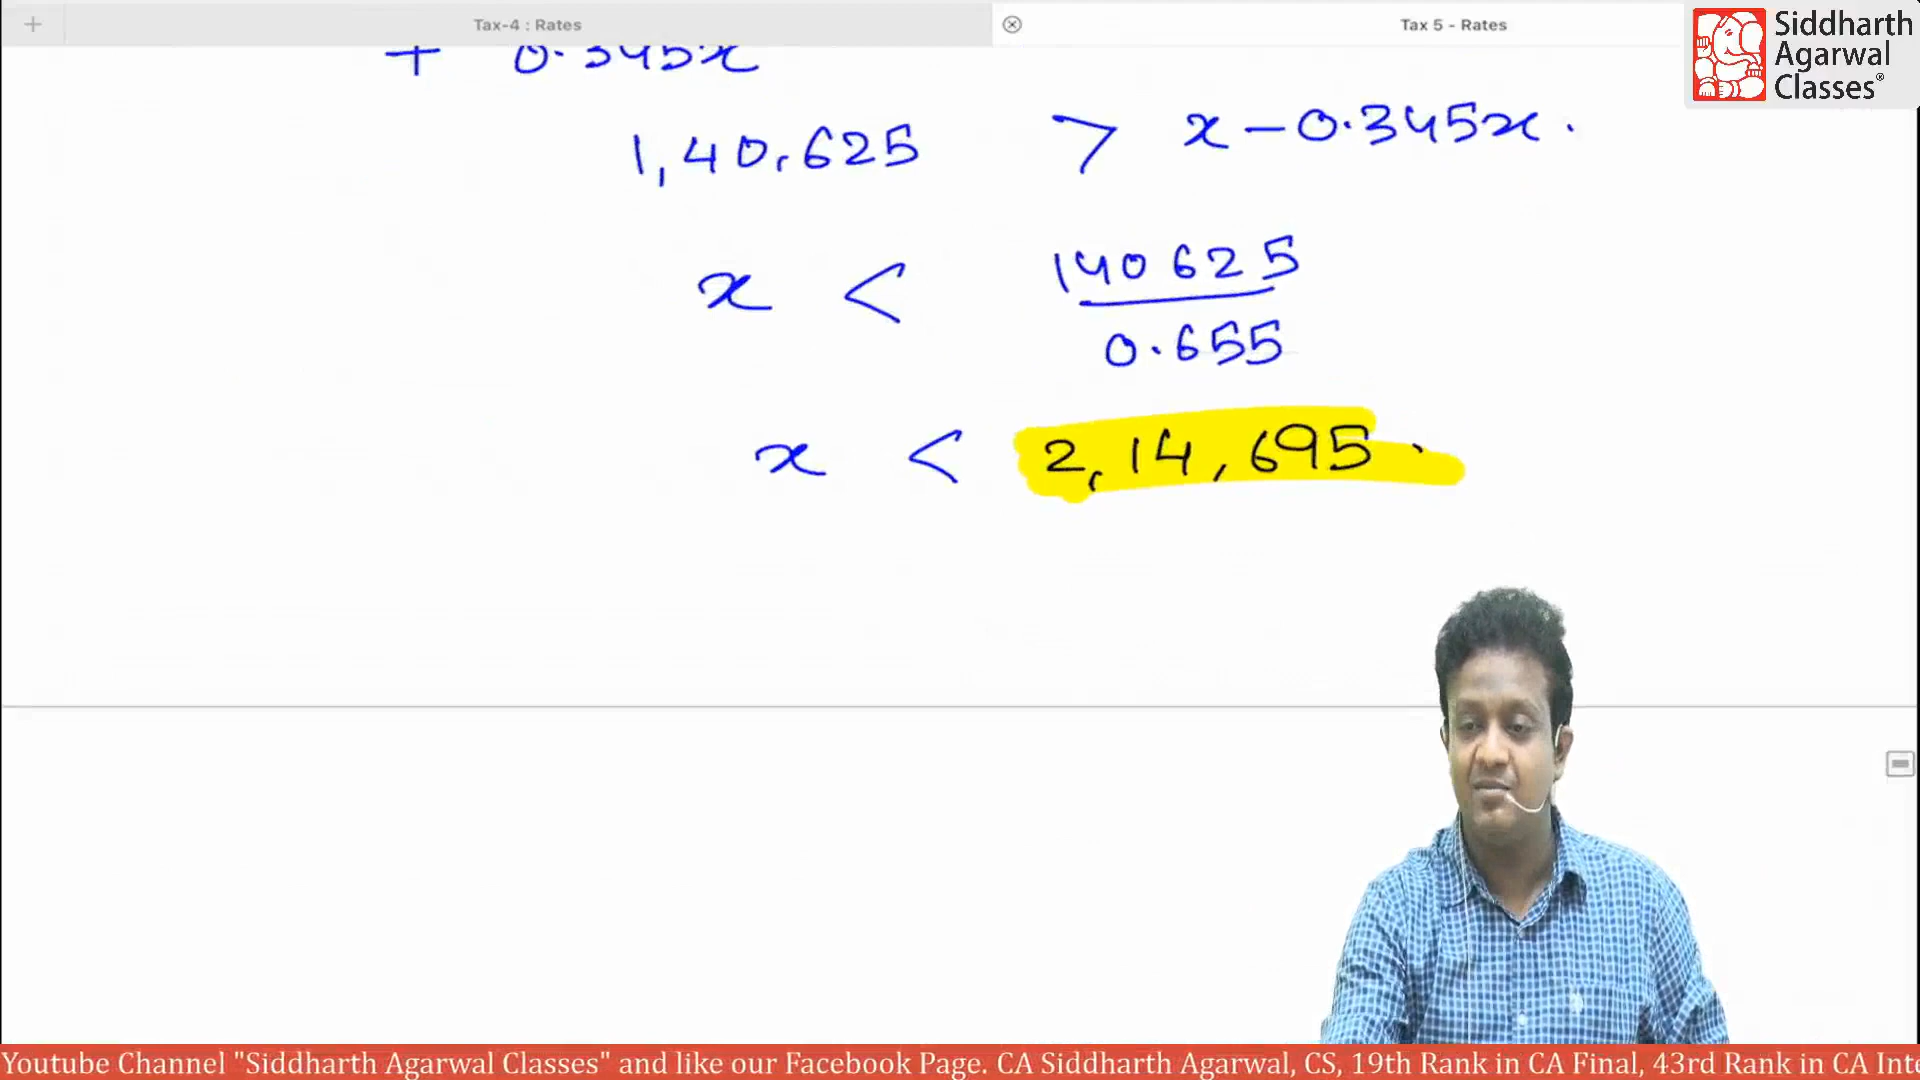 Tax-4 : Rates
Tax 5 - Rates
Siddharth
Agarwal
Classes®
+ 0.345x
1,40,625 > x - 0.345x.
x < 140625
0.655
x < 2,14,695.
Youtube Channel "Siddharth Agarwal Classes" and like our Facebook Page. CA Siddharth Agarwal, CS, 19th Rank in CA Final, 43rd Rank in CA Inte